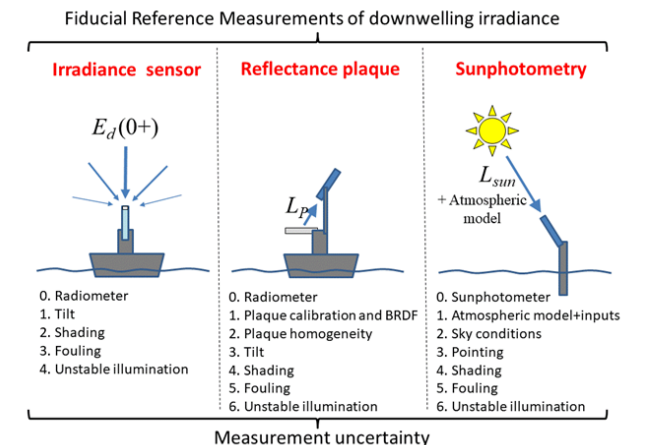 Fiducial Reference Measurements of downwelling irradiance
Irradiance sensor
E_d(0+)
0. Radiometer
1. Tilt
2. Shading
3. Fouling
4. Unstable illumination
Reflectance plaque
L_P
0. Radiometer
1. Plaque calibration and BRDF
2. Plaque homogeneity
3. Tilt
4. Shading
5. Fouling
6. Unstable illumination
Sunphotometry
L_sun
+ Atmospheric
model
0. Sunphotometer
1. Atmospheric model+inputs
2. Sky conditions
3. Pointing
4. Shading
5. Fouling
6. Unstable illumination
Measurement uncertainty